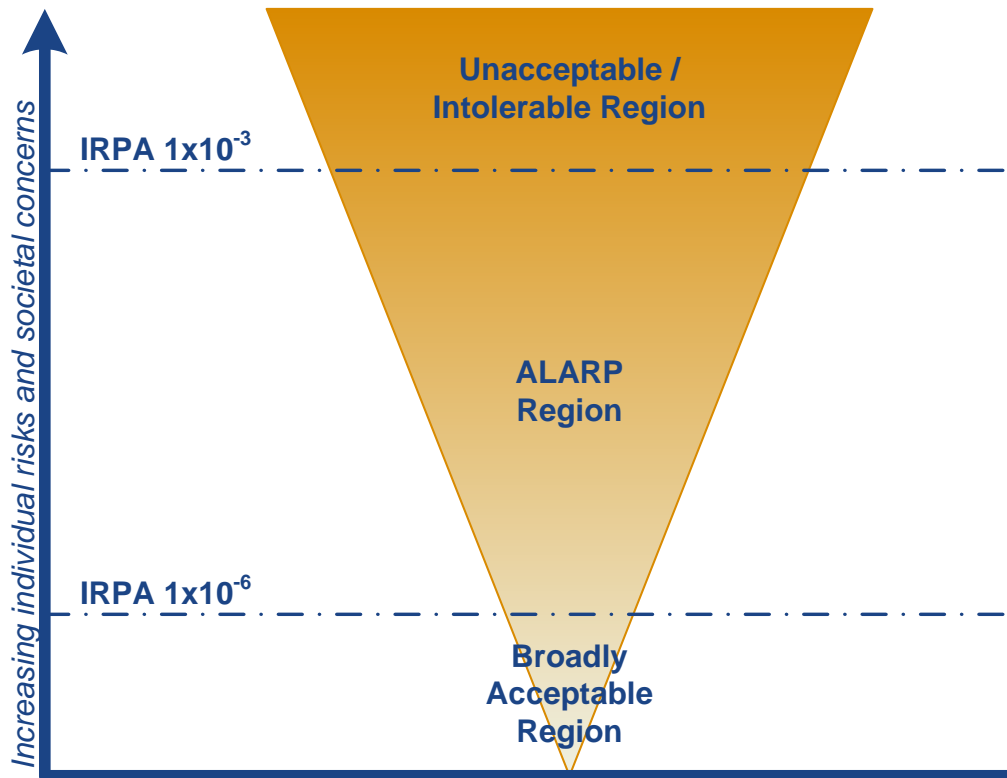 Unacceptable /
Intolerable Region
IRPA 1x10⁻³
ALARP
Region
IRPA 1x10⁻⁶
Broadly
Acceptable
Region
Increasing individual risks and societal concerns